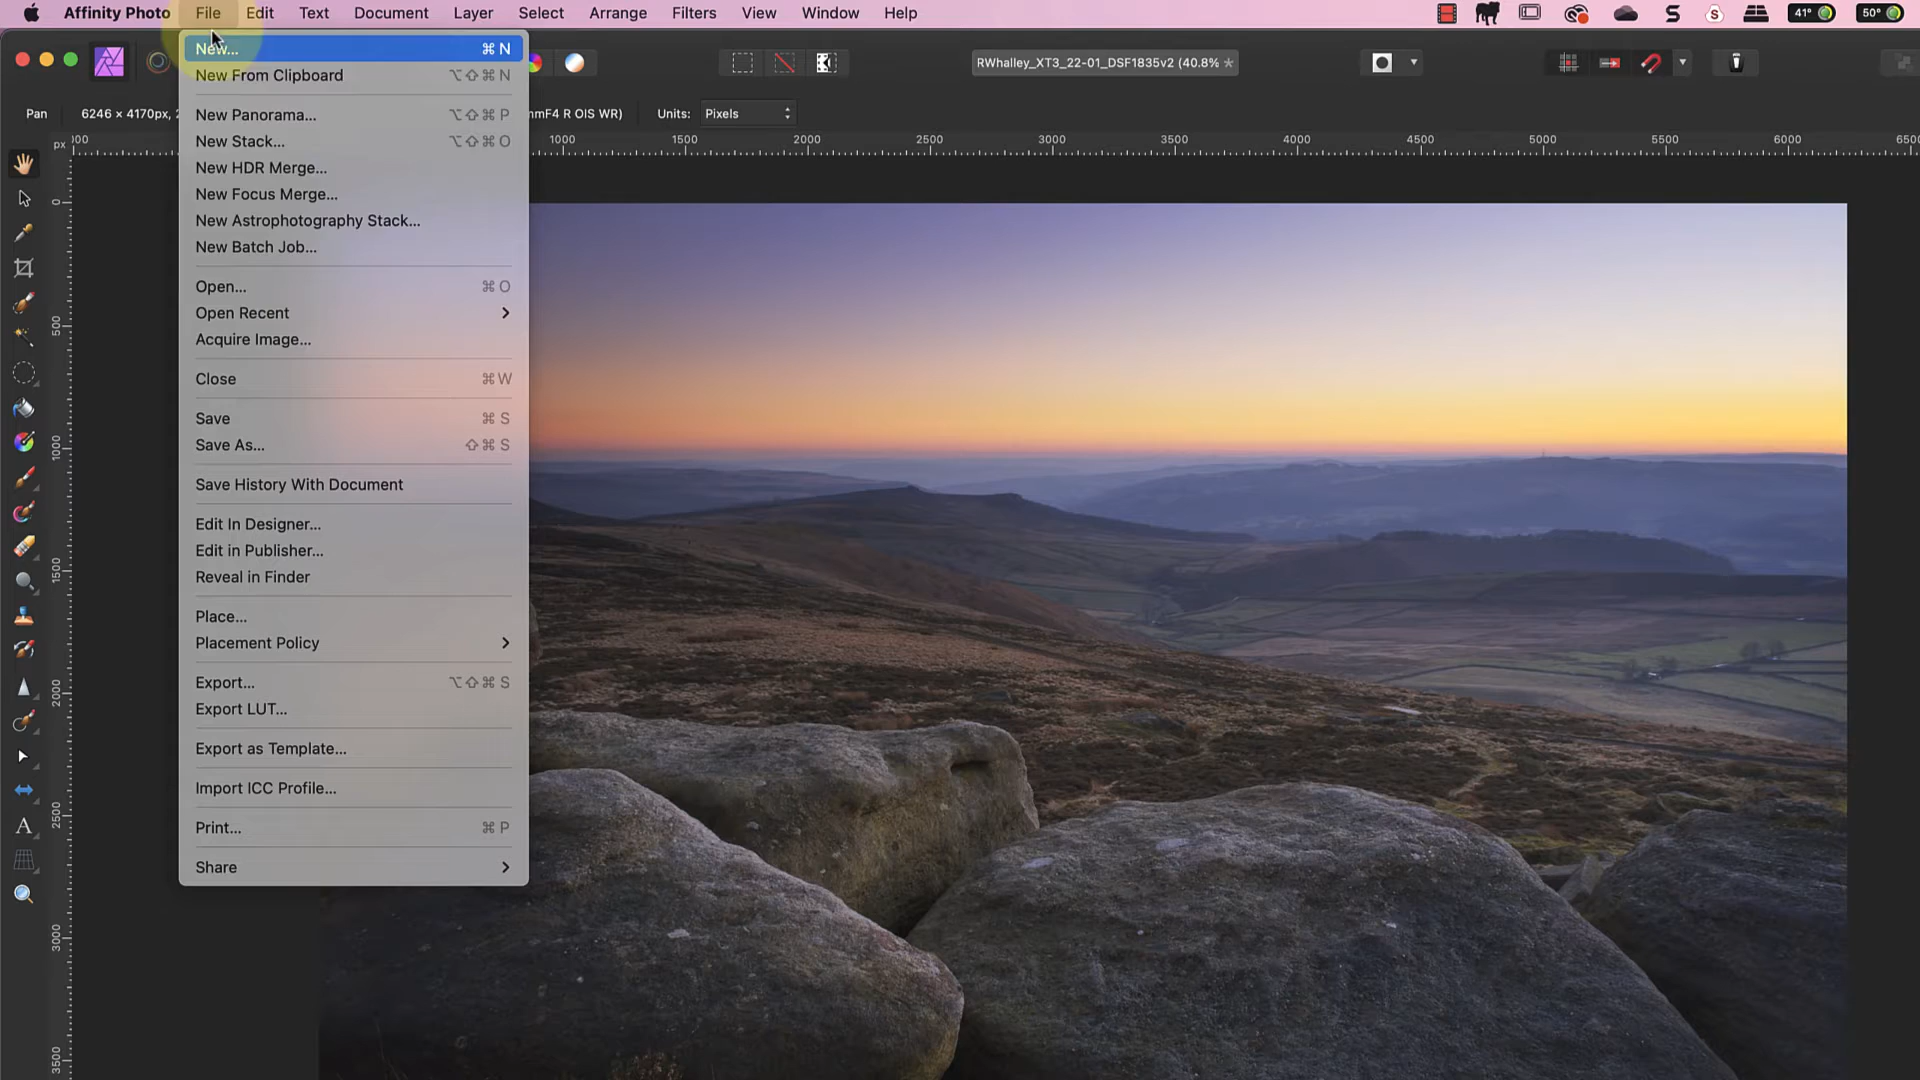 Affinity Photo File Edit Text Document Layer Select Arrange Filters View Window Help 41° 50°
New... ⌘ N
RWhalley_XT3_22-01_DSF1835v2 (40.8% *
New From Clipboard ⌥⇧⌘ N
Pan 6246 × 4170px, mmF4 R OIS WR) Units: Pixels
New Panorama... ⌥⇧⌘ P
New Stack... ⌥⇧⌘ O
px 1000 1500 2000 2500 3000 3500 4000 4500 5000 5500 6000
New HDR Merge...
New Focus Merge...
New Astrophotography Stack...
New Batch Job...
Open... ⌘ O
Open Recent
Acquire Image...
Close ⌘ W
Save ⌘ S
Save As... ⇧⌘ S
Save History With Document
Edit In Designer...
Edit in Publisher...
Reveal in Finder
Place...
Placement Policy
Export... ⌥⇧⌘ S
Export LUT...
Export as Template...
Import ICC Profile...
Print... ⌘ P
Share
0
500
1000
1500
2000
2500
3000
3500